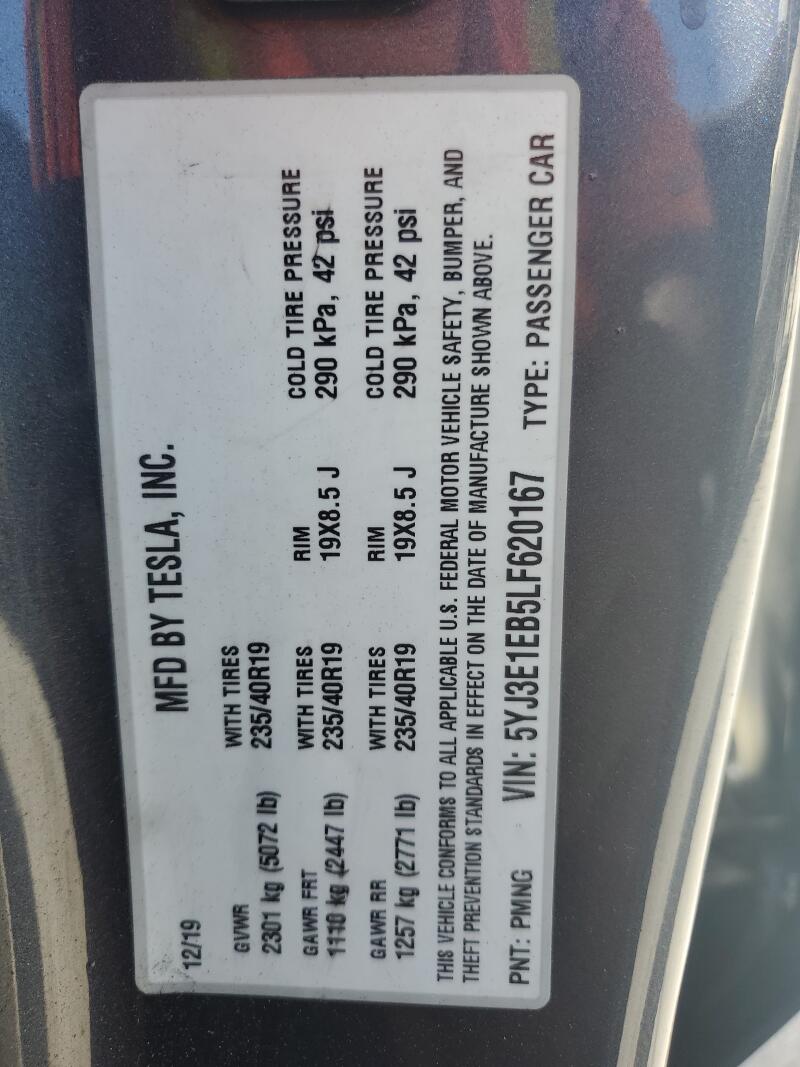 MFD BY TESLA, INC.
12/19
GVWR WITH TIRES
2301 kg (5072 lb) 235/40R19
GAWR FRT WITH TIRES RIM COLD TIRE PRESSURE
1110 kg (2447 lb) 235/40R19 19X8.5 J 290 kPa, 42 psi
GAWR RR WITH TIRES RIM COLD TIRE PRESSURE
1257 kg (2771 lb) 235/40R19 19X8.5 J 290 kPa, 42 psi
THIS VEHICLE CONFORMS TO ALL APPLICABLE U.S. FEDERAL MOTOR VEHICLE SAFETY, BUMPER, AND
THEFT PREVENTION STANDARDS IN EFFECT ON THE DATE OF MANUFACTURE SHOWN ABOVE.
PNT: PMNG VIN: 5YJ3E1EB5LF620167 TYPE: PASSENGER CAR